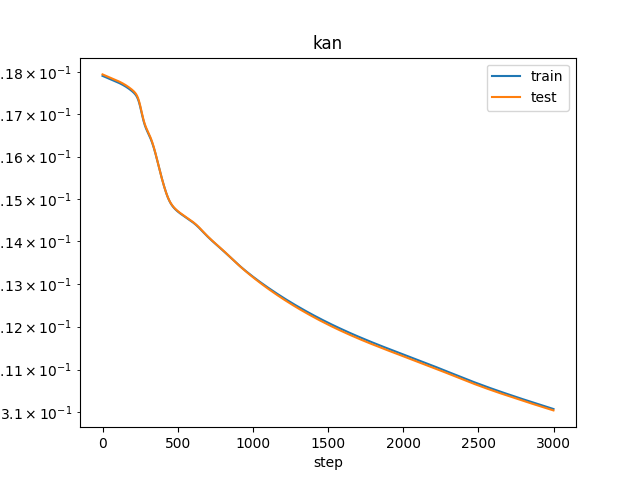 kan
train
test
.18 × 10⁻¹
.17 × 10⁻¹
.16 × 10⁻¹
.15 × 10⁻¹
.14 × 10⁻¹
.13 × 10⁻¹
.12 × 10⁻¹
.11 × 10⁻¹
3.1 × 10⁻¹
0 500 1000 1500 2000 2500 3000
step